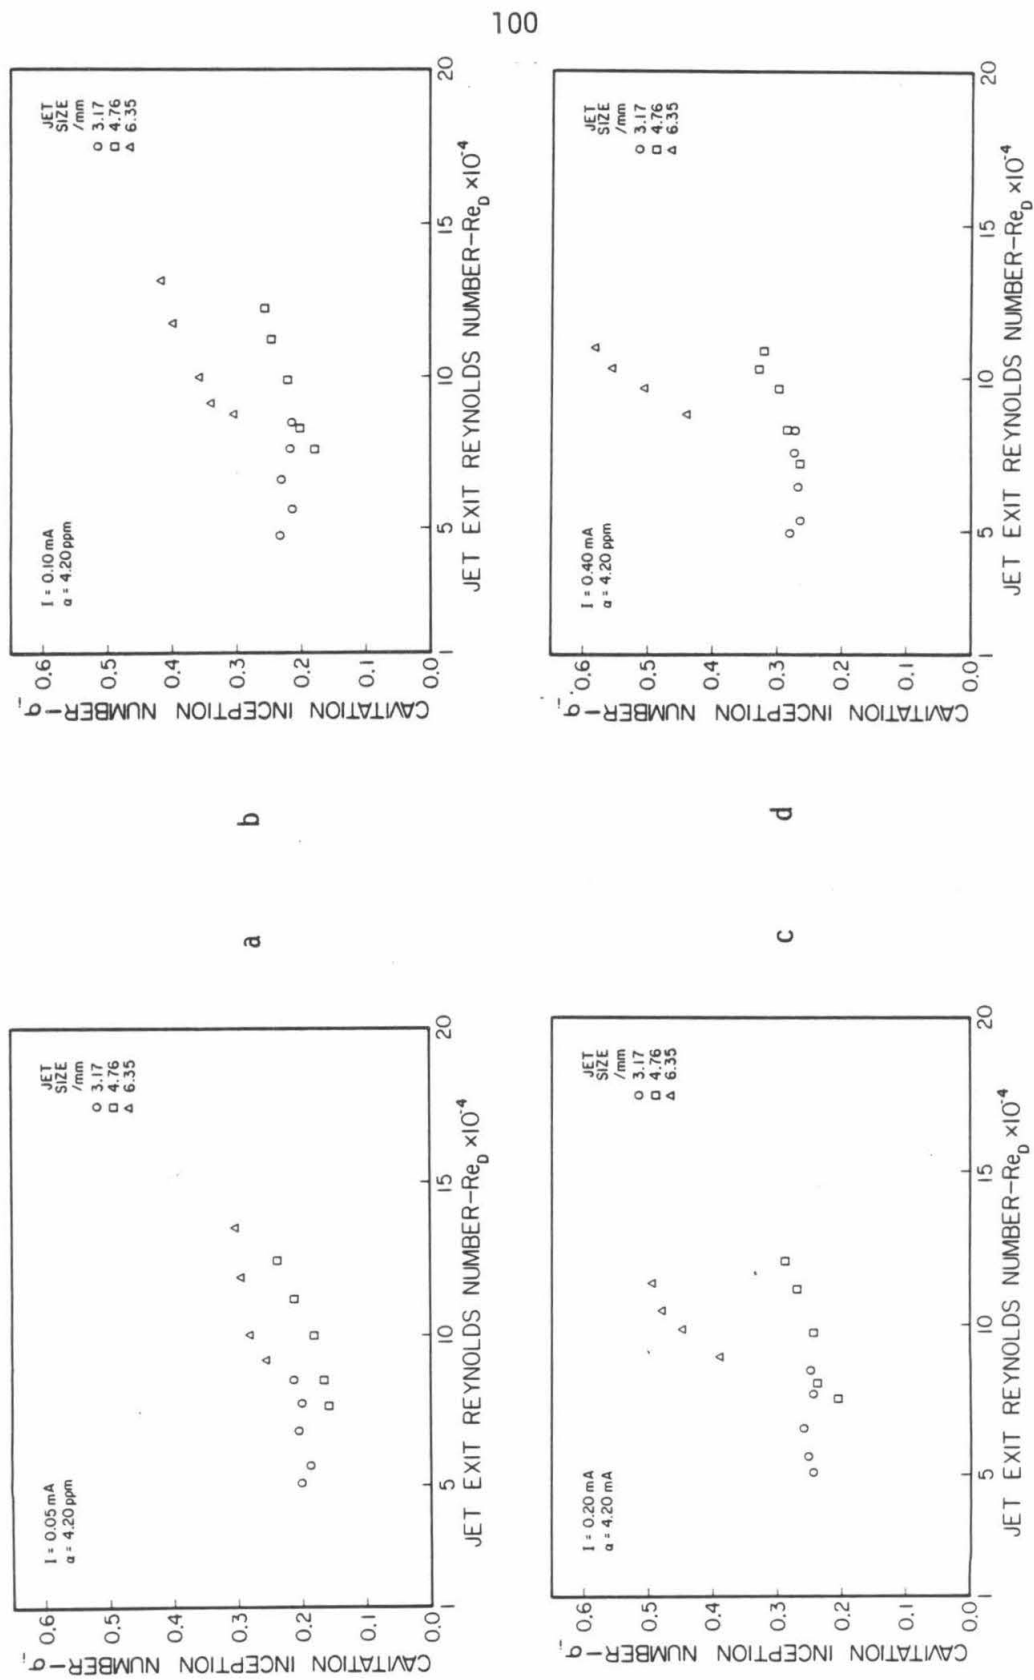 100
CAVITATION INCEPTION NUMBER–σi
0.6
0.5
0.4
0.3
0.2
0.1
0.0
I = 0.05 mA
α = 4.20 ppm
JET
SIZE
/mm
○ 3.17
□ 4.76
△ 6.35
5
10
15
20
JET EXIT REYNOLDS NUMBER–ReD ×10-4
a
CAVITATION INCEPTION NUMBER–σi
0.6
0.5
0.4
0.3
0.2
0.1
0.0
I = 0.10 mA
α = 4.20 ppm
JET
SIZE
/mm
○ 3.17
□ 4.76
△ 6.35
5
10
15
20
JET EXIT REYNOLDS NUMBER–ReD ×10-4
b
CAVITATION INCEPTION NUMBER–σi
0.6
0.5
0.4
0.3
0.2
0.1
0.0
I = 0.20 mA
α = 4.20 mA
JET
SIZE
/mm
○ 3.17
□ 4.76
△ 6.35
5
10
15
20
JET EXIT REYNOLDS NUMBER–ReD ×10-4
c
CAVITATION INCEPTION NUMBER–σi
0.6
0.5
0.4
0.3
0.2
0.1
0.0
I = 0.40 mA
α = 4.20 ppm
JET
SIZE
/mm
○ 3.17
□ 4.76
△ 6.35
5
10
15
20
JET EXIT REYNOLDS NUMBER–ReD ×10-4
d